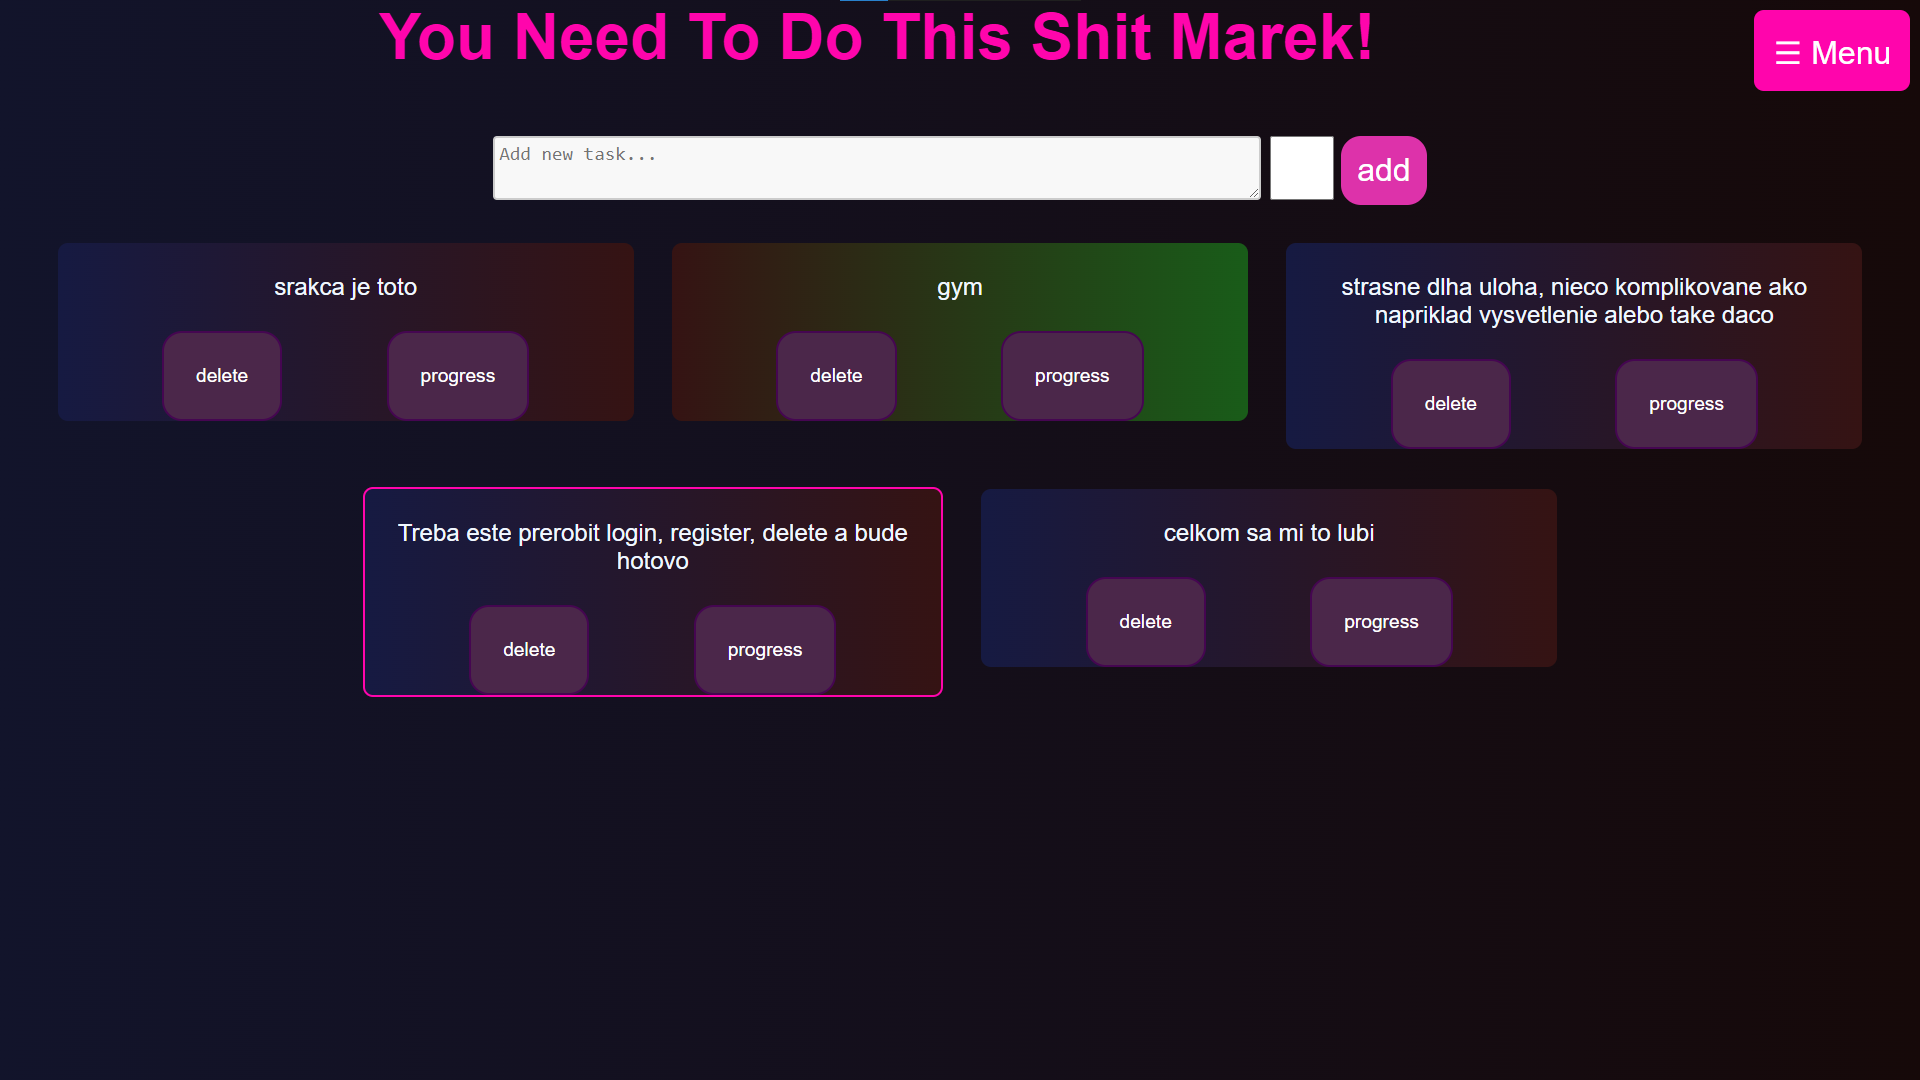 You Need To Do This Shit Marek!
☰ Menu
Add new task...
add
srakca je toto
delete
progress
gym
delete
progress
strasne dlha uloha, nieco komplikovane ako
napriklad vysvetlenie alebo take daco
delete
progress
Treba este prerobit login, register, delete a bude
hotovo
delete
progress
celkom sa mi to lubi
delete
progress